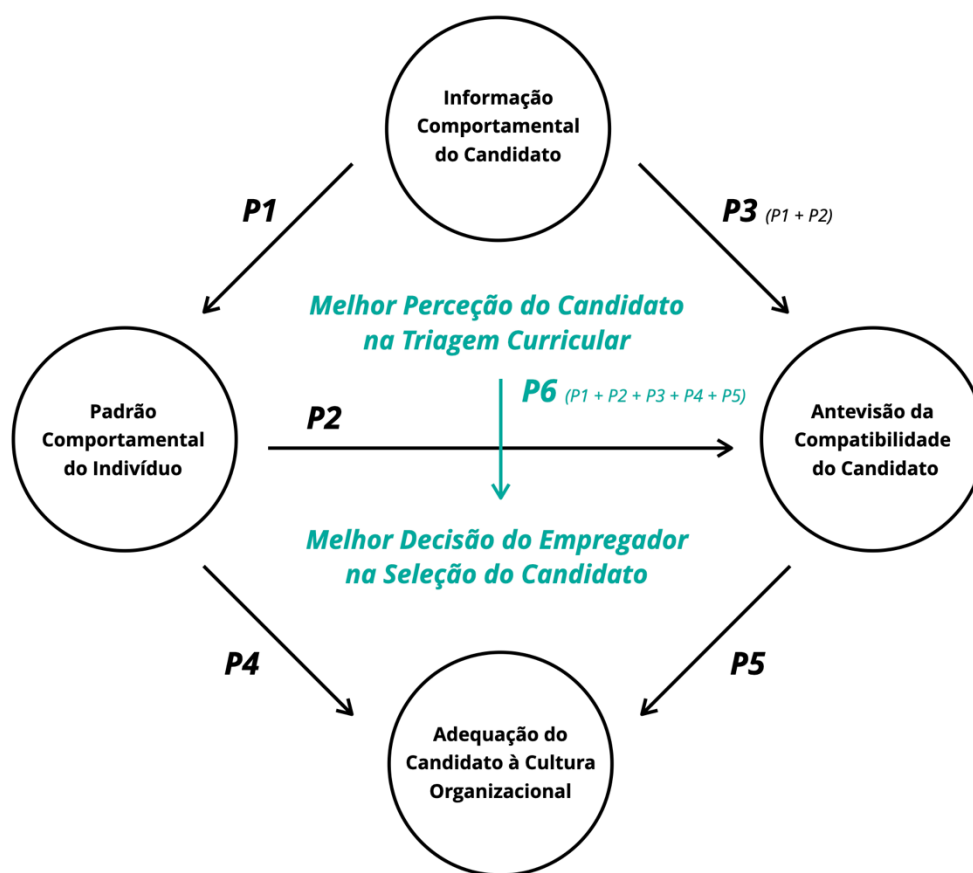 Informação
Comportamental
do Candidato
P1
P3 (P1 + P2)
Melhor Perceção do Candidato
na Triagem Curricular
P6 (P1 + P2 + P3 + P4 + P5)
Padrão
Comportamental
do Indivíduo
P2
Antevisão da
Compatibilidade
do Candidato
Melhor Decisão do Empregador
na Seleção do Candidato
P4
P5
Adequação do
Candidato à Cultura
Organizacional